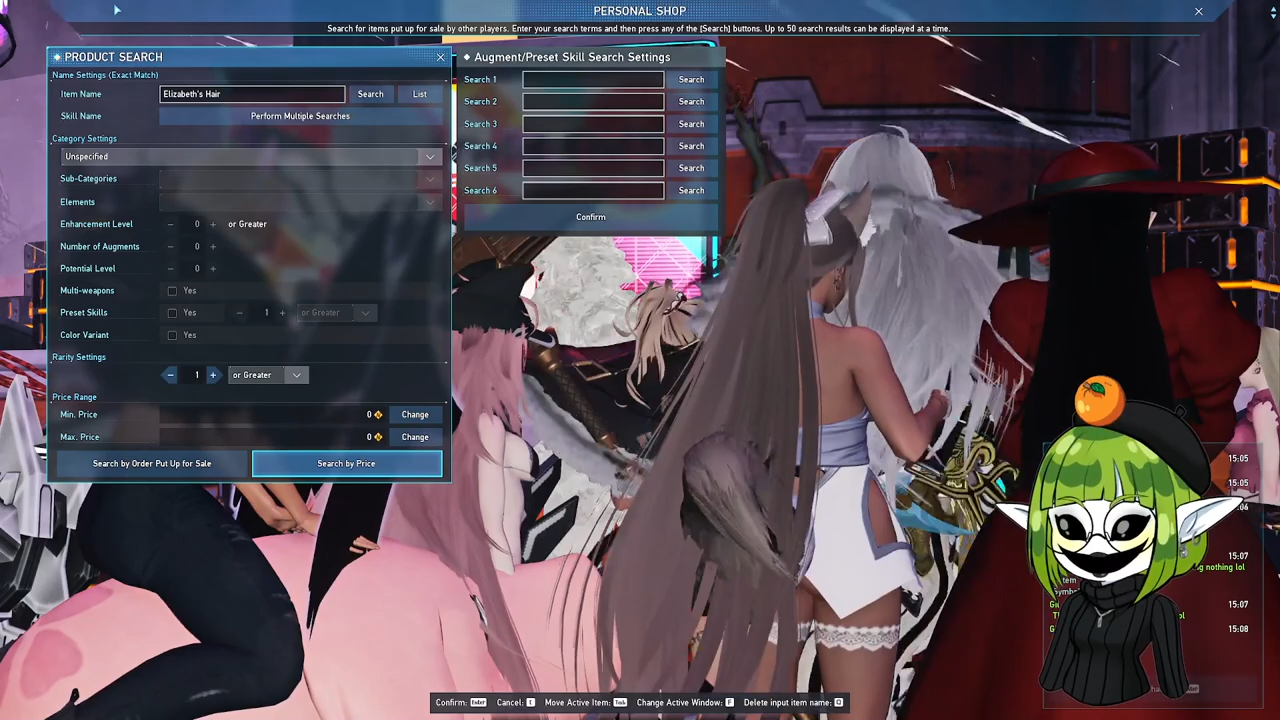 PERSONAL SHOP
Search for items put up for sale by other players. Enter your search terms and then press any of the [Search] buttons. Up to 50 search results can be displayed at a time.
PRODUCT SEARCH
Name Settings (Exact Match)
Item Name Elizabeth's Hair Search List
Skill Name Perform Multiple Searches
Category Settings
Unspecified
Sub-Categories
Elements
Enhancement Level − 0 + or Greater
Number of Augments − 0 +
Potential Level − 0 +
Multi-weapons Yes
Preset Skills Yes − 1 + or Greater
Color Variant Yes
Rarity Settings
− 1 + or Greater
Price Range
Min. Price 0 Change
Max. Price 0 Change
Search by Order Put Up for Sale Search by Price
Augment/Preset Skill Search Settings
Search 1 Search
Search 2 Search
Search 3 Search
Search 4 Search
Search 5 Search
Search 6 Search
Confirm
15:05
15:05
15:07
nothing lol
15:07
15:08
Confirm: Enter Cancel: Move Active Item: Tab Change Active Window: F Delete input item name: Q